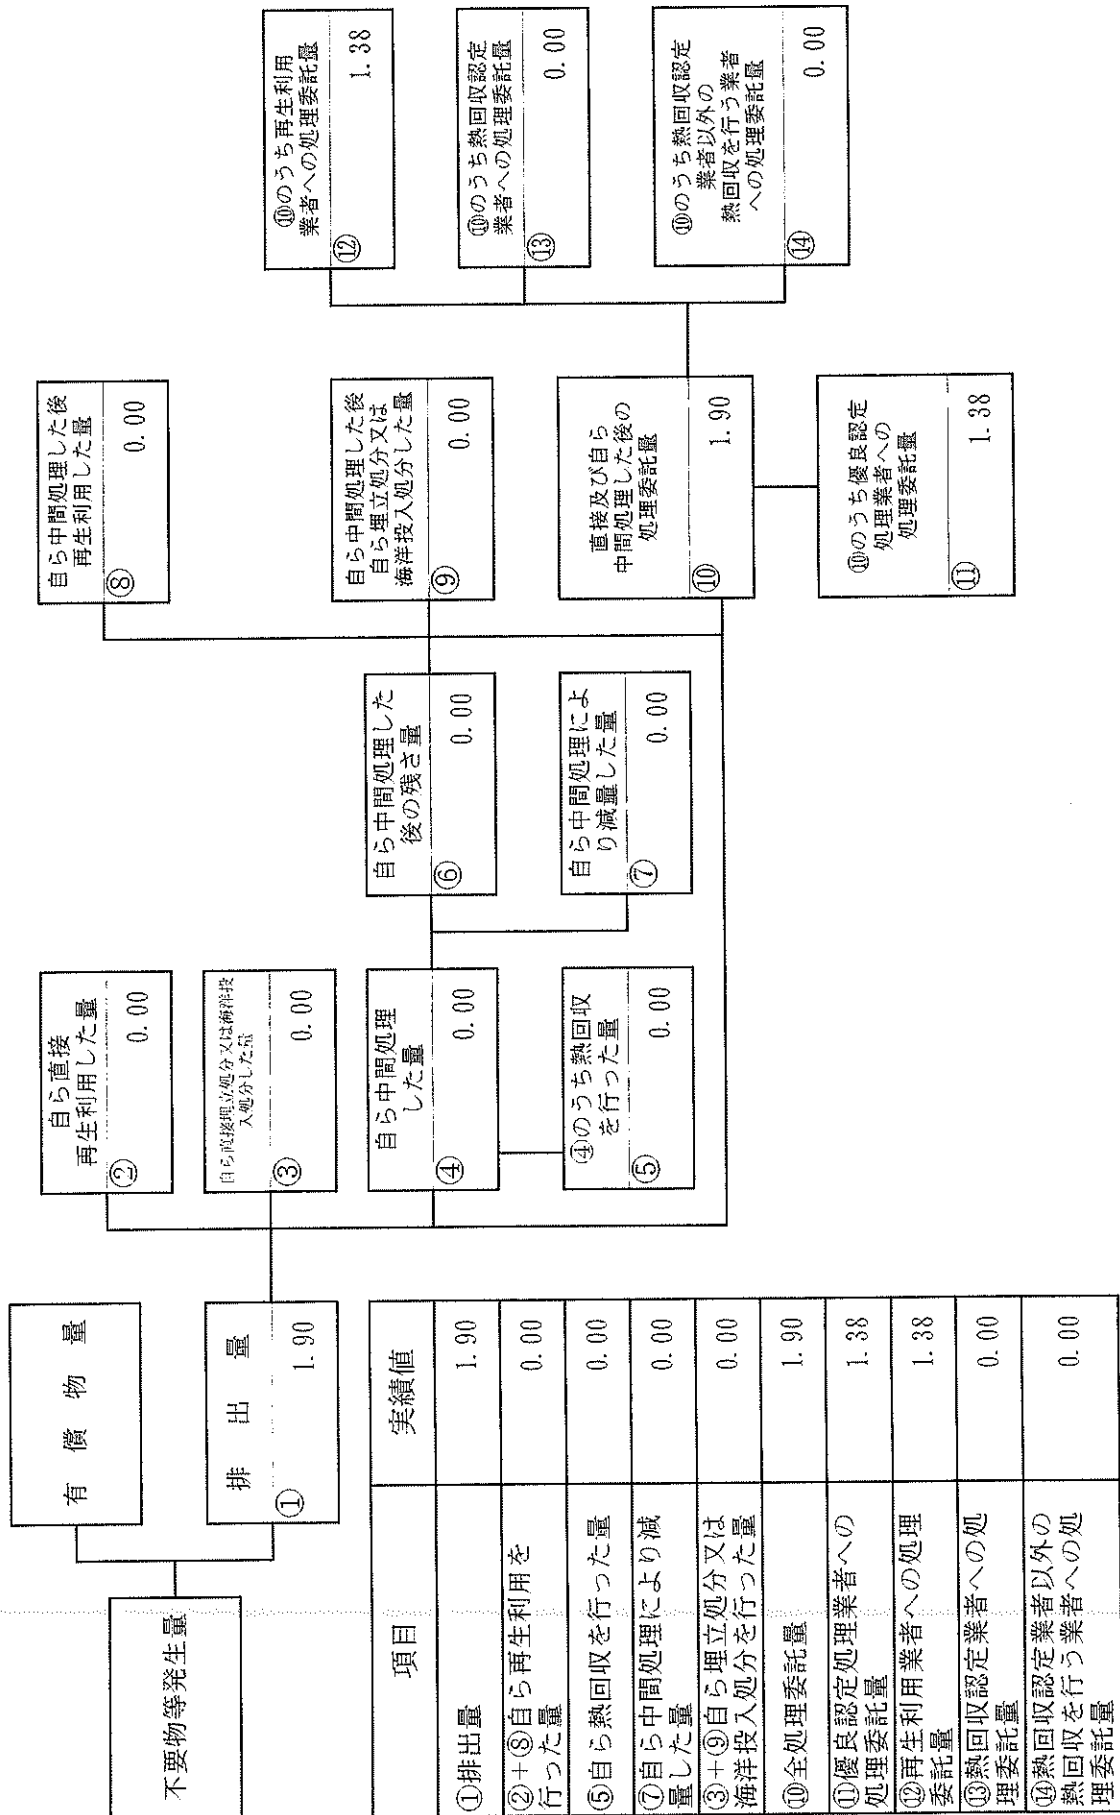 不要物等発生量
有償物量
排出量
①
1.90
自ら直接
再生利用した量
②
0.00
自ら直接埋立処分又は海洋投
入処分した量
③
0.00
自ら中間処理
した量
④
0.00
④のうち熱回収
を行った量
⑤
0.00
自ら中間処理した
後の残さ量
⑥
0.00
自ら中間処理によ
り減量した量
⑦
0.00
自ら中間処理した後
再生利用した量
⑧
0.00
自ら中間処理した後
自ら埋立処分又は
海洋投入処分した量
⑨
0.00
直接及び自ら
中間処理した後の
処理委託量
⑩
1.90
⑩のうち優良認定
処理業者への
処理委託量
⑪
1.38
⑩のうち再生利用
業者への処理委託量
⑫
1.38
⑩のうち熱回収認定
業者への処理委託量
⑬
0.00
⑩のうち熱回収認定
業者以外の
熱回収を行う業者
への処理委託量
⑭
0.00
項目 実績値
①排出量 1.90
②+⑧自ら再生利用を
行った量 0.00
⑤自ら熱回収を行った量 0.00
⑦自ら中間処理により減
量した量 0.00
③+⑨自ら埋立処分又は
海洋投入処分を行った量 0.00
⑩全処理委託量 1.90
⑪優良認定処理業者への
処理委託量 1.38
⑫再生利用業者への処理
委託量 1.38
⑬熱回収認定業者への処
理委託量 0.00
⑭熱回収認定業者以外の
熱回収を行う業者への処
理委託量 0.00